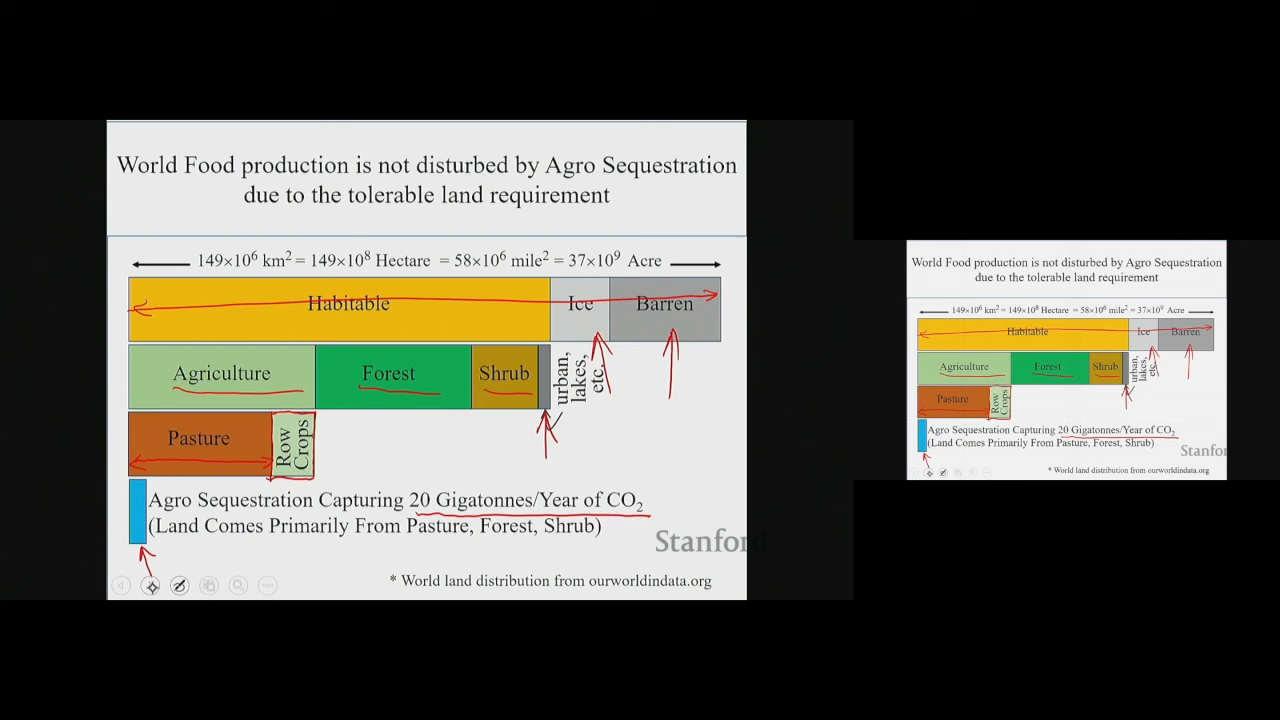 World Food production is not disturbed by Agro Sequestration
due to the tolerable land requirement
149×10⁶ km² = 149×10⁸ Hectare = 58×10⁶ mile² = 37×10⁹ Acre
Habitable Ice Barren
Agriculture Forest Shrub urban, lakes, etc.
Pasture Row Crops
Agro Sequestration Capturing 20 Gigatonnes/Year of CO₂
(Land Comes Primarily From Pasture, Forest, Shrub)
Stanford
* World land distribution from ourworldindata.org
World Food production is not disturbed by Agro Sequestration
due to the tolerable land requirement
149×10⁶ km² = 149×10⁸ Hectare = 58×10⁶ mile² = 37×10⁹ Acre
Habitable Ice Barren
Agriculture Forest Shrub urban, lakes, etc.
Pasture Row Crops
Agro Sequestration Capturing 20 Gigatonnes/Year of CO₂
(Land Comes Primarily From Pasture, Forest, Shrub)
Stanford
* World land distribution from ourworldindata.org